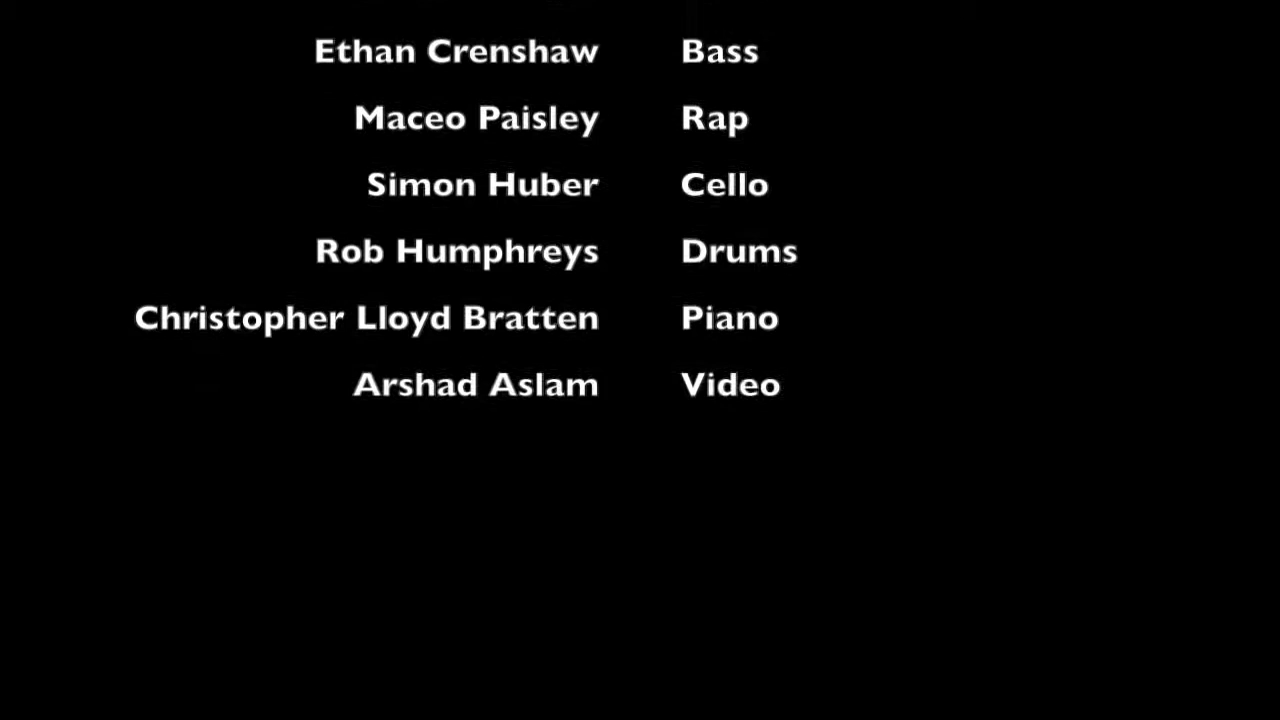 Ethan Crenshaw Bass
Maceo Paisley Rap
Simon Huber Cello
Rob Humphreys Drums
Christopher Lloyd Bratten Piano
Arshad Aslam Video